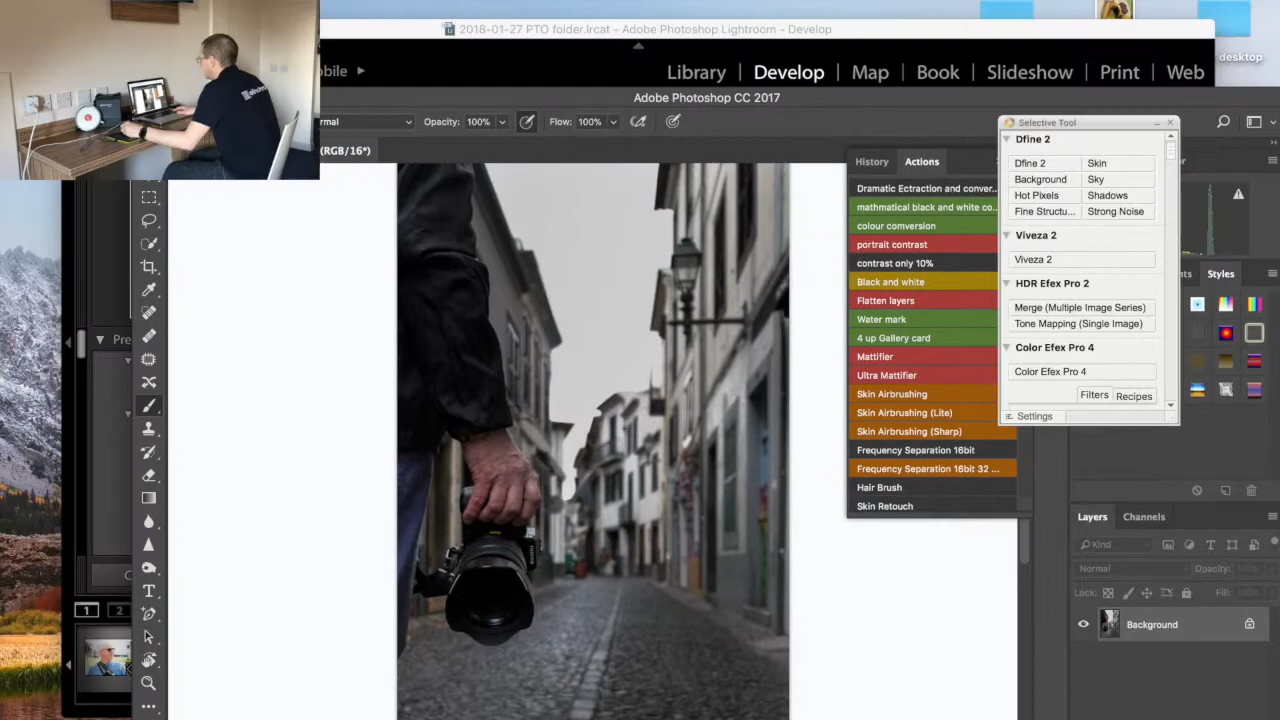 2018-01-27 PTO folder.lrcat - Adobe Photoshop Lightroom - Develop
desktop
obile
Library | Develop | Map | Book | Slideshow | Print | Web
Adobe Photoshop CC 2017
rmal
Opacity: 100%
Flow: 100%
(RGB/16*)
History
Actions
Dramatic Ectraction and conver..
mathmatical black and white co..
colour comversion
portrait contrast
contrast only 10%
Black and white
Flatten layers
Water mark
4 up Gallery card
Mattifier
Ultra Mattifier
Skin Airbrushing
Skin Airbrushing (Lite)
Skin Airbrushing (Sharp)
Frequency Separation 16bit
Frequency Separation 16bit 32 ...
Hair Brush
Skin Retouch
Selective Tool
Dfine 2
Dfine 2 Skin
Background Sky
Hot Pixels Shadows
Fine Structu... Strong Noise
Viveza 2
Viveza 2
HDR Efex Pro 2
Merge (Multiple Image Series)
Tone Mapping (Single Image)
Color Efex Pro 4
Color Efex Pro 4
Filters Recipes
Settings
nts
Styles
Pre
1 2
Layers
Channels
Kind
Normal
Opacity:
Lock:
Fill:
Background